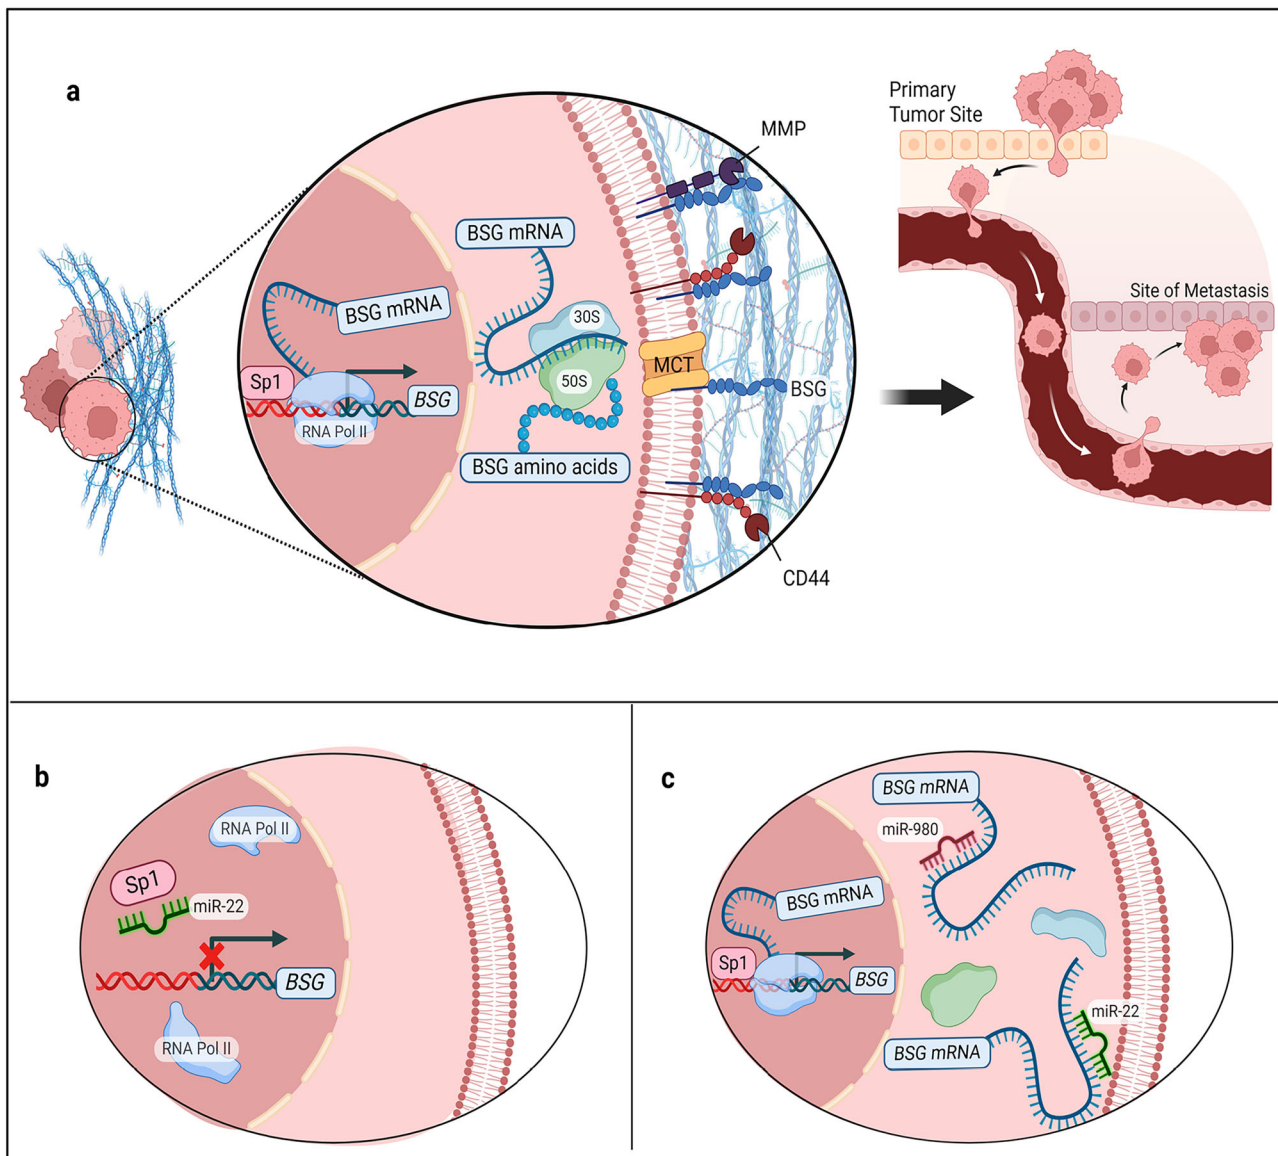 a
MMP
BSG mRNA
BSG mRNA
30S
Sp1
MCT
50S
BSG
BSG
RNA Pol II
BSG amino acids
CD44
Primary
Tumor Site
Site of Metastasis
b
RNA Pol II
Sp1
miR-22
BSG
RNA Pol II
c
BSG mRNA
miR-980
BSG mRNA
Sp1
BSG
miR-22
BSG mRNA